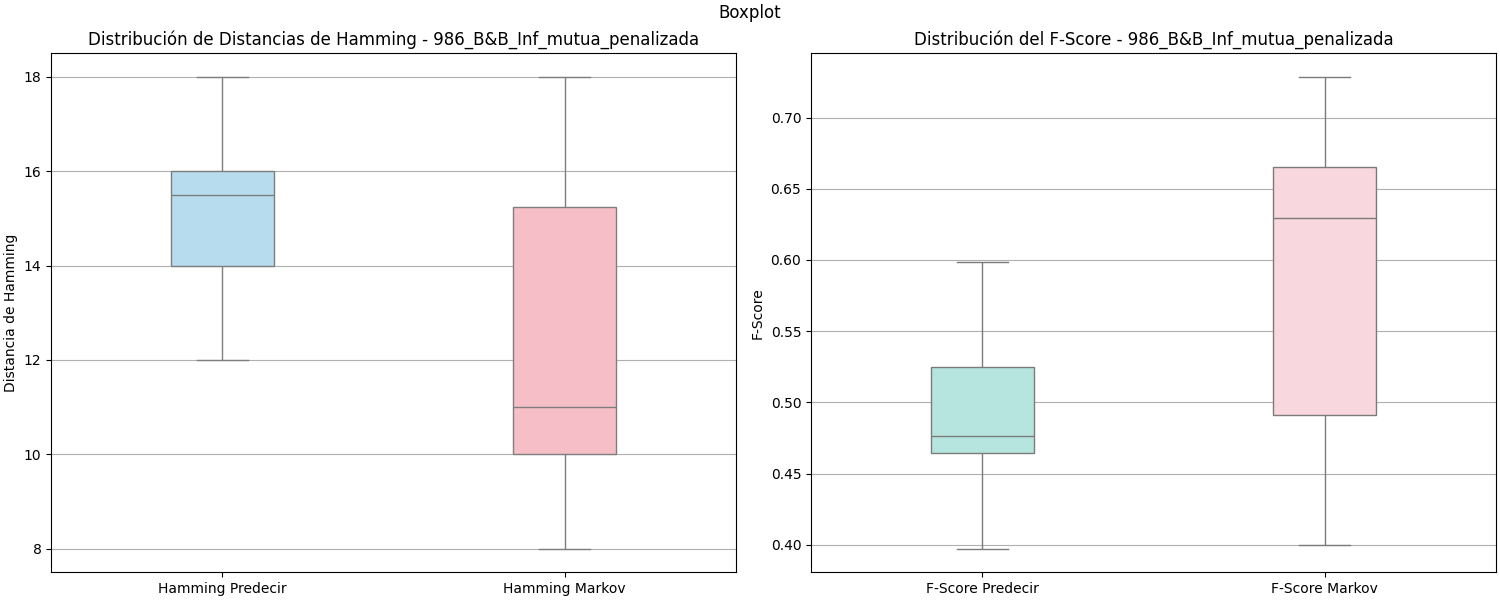 Boxplot
Distribución de Distancias de Hamming - 986_B&B_Inf_mutua_penalizada
Distancia de Hamming
18
16
14
12
10
8
Hamming Predecir
Hamming Markov
Distribución del F-Score - 986_B&B_Inf_mutua_penalizada
F-Score
0.70
0.65
0.60
0.55
0.50
0.45
0.40
F-Score Predecir
F-Score Markov